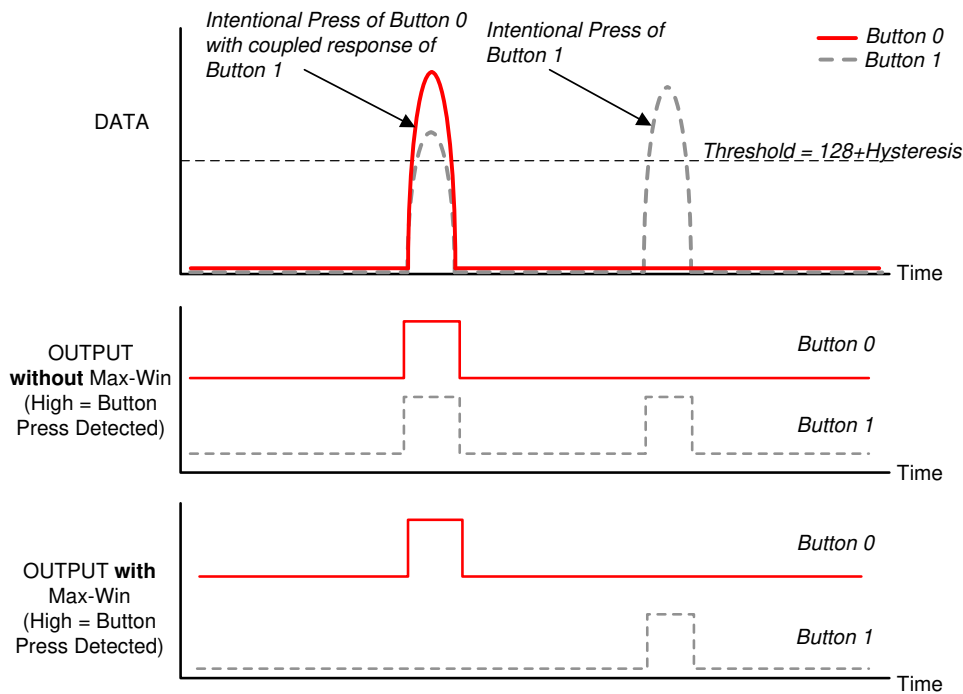 Intentional Press of Button 0
with coupled response of
Button 1
Intentional Press of
Button 1
Button 0
Button 1
DATA
Threshold = 128+Hysteresis
Time
OUTPUT
without Max-Win
(High = Button
Press Detected)
Button 0
Button 1
Time
OUTPUT with
Max-Win
(High = Button
Press Detected)
Button 0
Button 1
Time